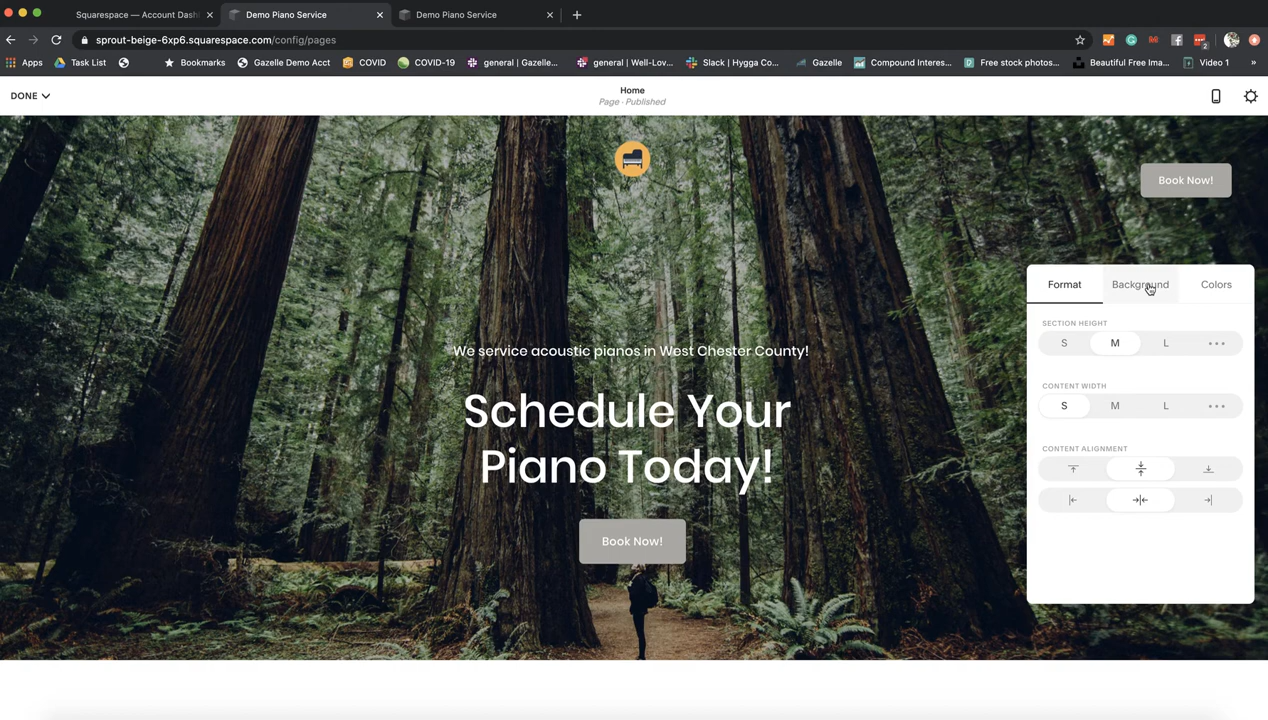 Squarespace — Account Dash
Demo Piano Service
Demo Piano Service
sprout-beige-6xp6.squarespace.com/config/pages
2
Apps
Task List
Bookmarks
Gazelle Demo Acct
COVID
COVID-19
general | Gazelle...
general | Well-Lov...
Slack | Hygga Co...
Gazelle
Compound Interes...
Free stock photos...
Beautiful Free Ima...
Video 1
»
DONE
Home
Page · Published
Book Now!
Format
Background
Colors
SECTION HEIGHT
S
M
L
...
CONTENT WIDTH
S
M
L
...
CONTENT ALIGNMENT
We service acoustic pianos in West Chester County!
Schedule Your
Piano Today!
Book Now!